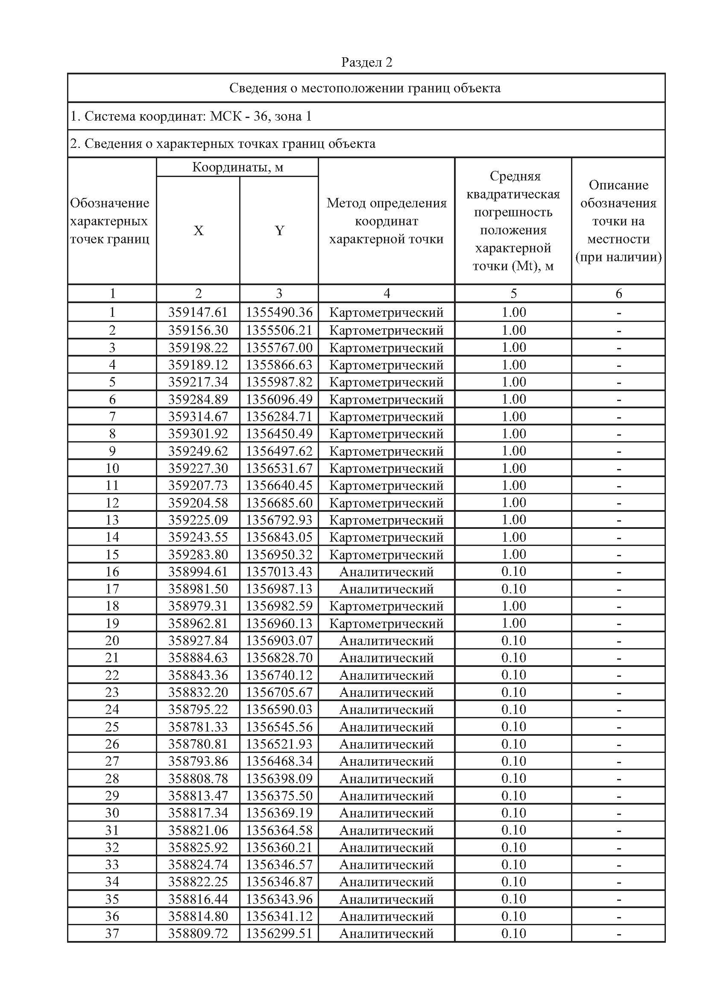 Раздел 2
Сведения о местоположении границ объекта
1. Система координат: МСК - 36, зона 1
2. Сведения о характерных точках границ объекта
Обозначение
характерных
точек границ
Координаты, м
X Y
Метод определения
координат
характерной точки
Средняя
квадратическая
погрешность
положения
характерной
точки (Mt), м
Описание
обозначения
точки на
местности
(при наличии)
1 2 3 4 5 6
1 359147.61 1355490.36 Картометрический 1.00 -
2 359156.30 1355506.21 Картометрический 1.00 -
3 359198.22 1355767.00 Картометрический 1.00 -
4 359189.12 1355866.63 Картометрический 1.00 -
5 359217.34 1355987.82 Картометрический 1.00 -
6 359284.89 1356096.49 Картометрический 1.00 -
7 359314.67 1356284.71 Картометрический 1.00 -
8 359301.92 1356450.49 Картометрический 1.00 -
9 359249.62 1356497.62 Картометрический 1.00 -
10 359227.30 1356531.67 Картометрический 1.00 -
11 359207.73 1356640.45 Картометрический 1.00 -
12 359204.58 1356685.60 Картометрический 1.00 -
13 359225.09 1356792.93 Картометрический 1.00 -
14 359243.55 1356843.05 Картометрический 1.00 -
15 359283.80 1356950.32 Картометрический 1.00 -
16 358994.61 1357013.43 Аналитический 0.10 -
17 358981.50 1356987.13 Аналитический 0.10 -
18 358979.31 1356982.59 Картометрический 1.00 -
19 358962.81 1356960.13 Картометрический 1.00 -
20 358927.84 1356903.07 Аналитический 0.10 -
21 358884.63 1356828.70 Аналитический 0.10 -
22 358843.36 1356740.12 Аналитический 0.10 -
23 358832.20 1356705.67 Аналитический 0.10 -
24 358795.22 1356590.03 Аналитический 0.10 -
25 358781.33 1356545.56 Аналитический 0.10 -
26 358780.81 1356521.93 Аналитический 0.10 -
27 358793.86 1356468.34 Аналитический 0.10 -
28 358808.78 1356398.09 Аналитический 0.10 -
29 358813.47 1356375.50 Аналитический 0.10 -
30 358817.34 1356369.19 Аналитический 0.10 -
31 358821.06 1356364.58 Аналитический 0.10 -
32 358825.92 1356360.21 Аналитический 0.10 -
33 358824.74 1356346.57 Аналитический 0.10 -
34 358822.25 1356346.87 Аналитический 0.10 -
35 358816.44 1356343.96 Аналитический 0.10 -
36 358814.80 1356341.12 Аналитический 0.10 -
37 358809.72 1356299.51 Аналитический 0.10 -